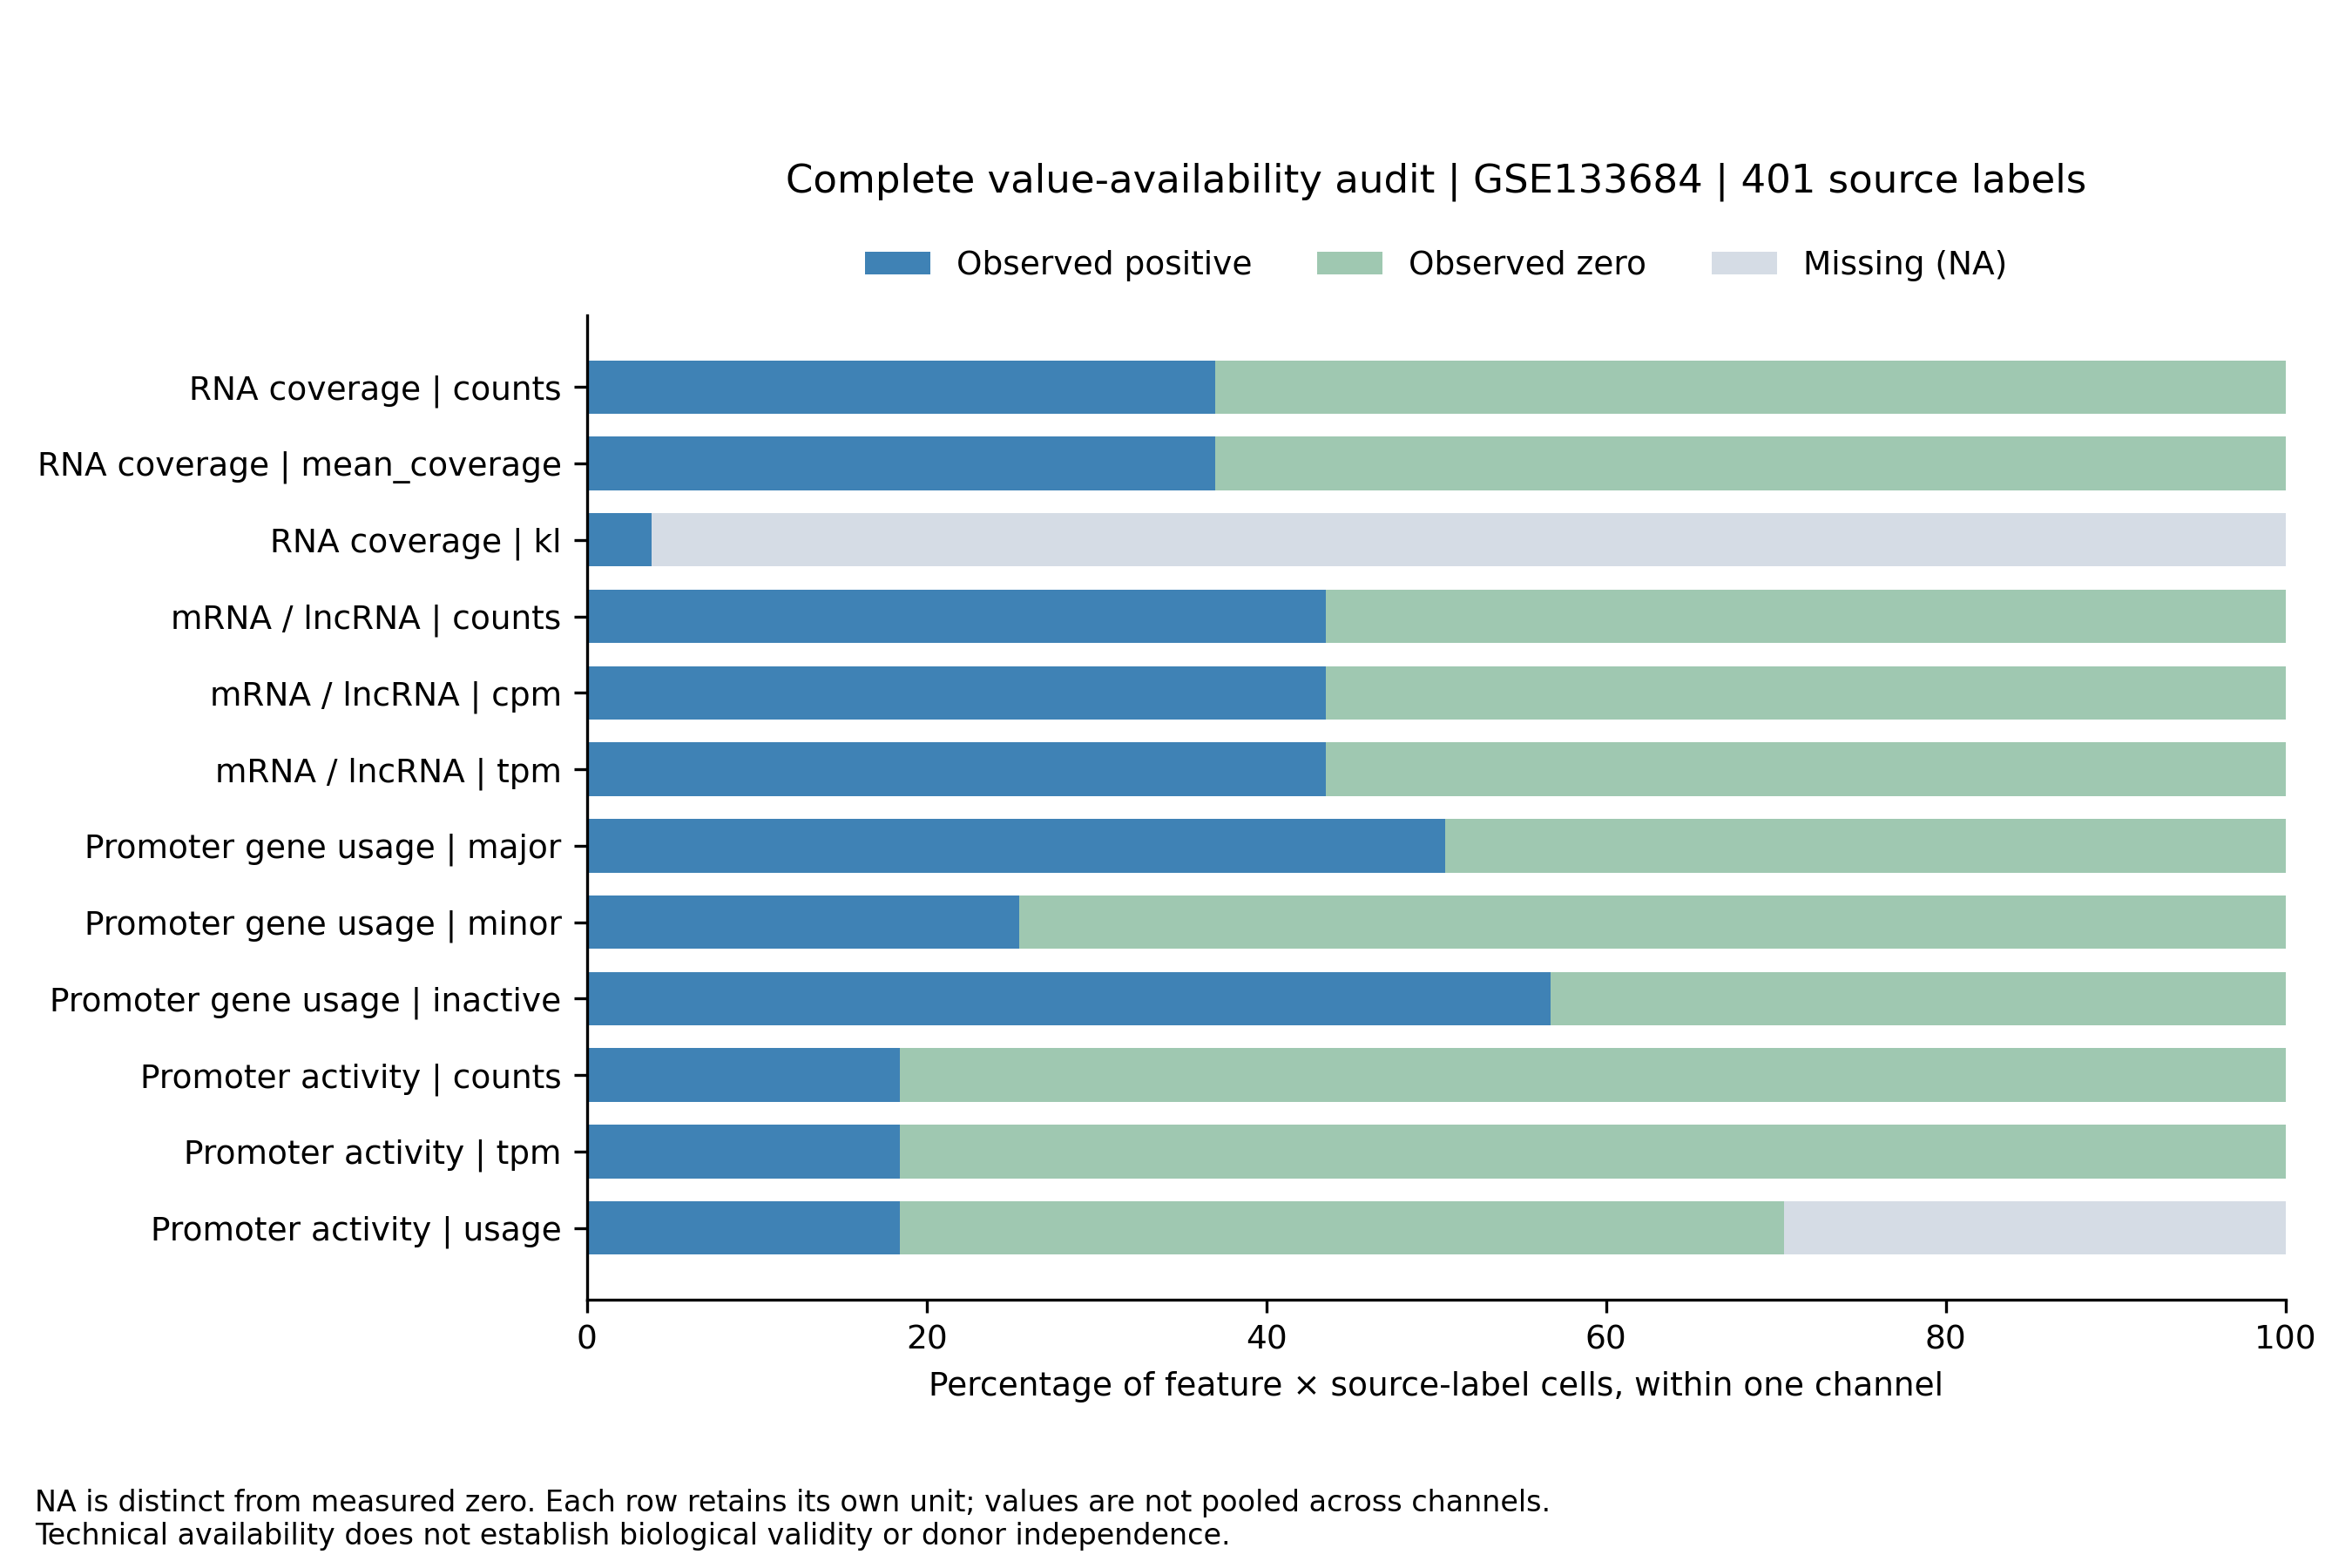 Complete value-availability audit | GSE133684 | 401 source labels
Observed positive
Observed zero
Missing (NA)
RNA coverage | counts
RNA coverage | mean_coverage
RNA coverage | kl
mRNA / lncRNA | counts
mRNA / lncRNA | cpm
mRNA / lncRNA | tpm
Promoter gene usage | major
Promoter gene usage | minor
Promoter gene usage | inactive
Promoter activity | counts
Promoter activity | tpm
Promoter activity | usage
0 20 40 60 80 100
Percentage of feature × source-label cells, within one channel
NA is distinct from measured zero. Each row retains its own unit; values are not pooled across channels.
Technical availability does not establish biological validity or donor independence.